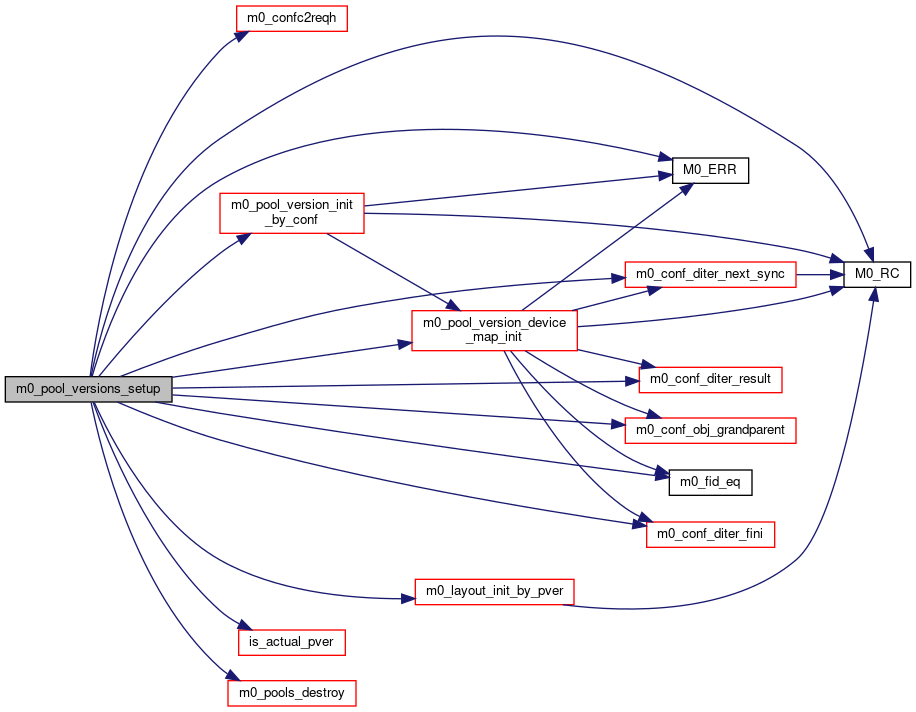 m0_confc2reqh
M0_ERR
m0_pool_version_init
_by_conf
m0_conf_diter_next_sync
M0_RC
m0_pool_version_device
_map_init
m0_conf_diter_result
m0_pool_versions_setup
m0_conf_obj_grandparent
m0_fid_eq
m0_conf_diter_fini
m0_layout_init_by_pver
is_actual_pver
m0_pools_destroy